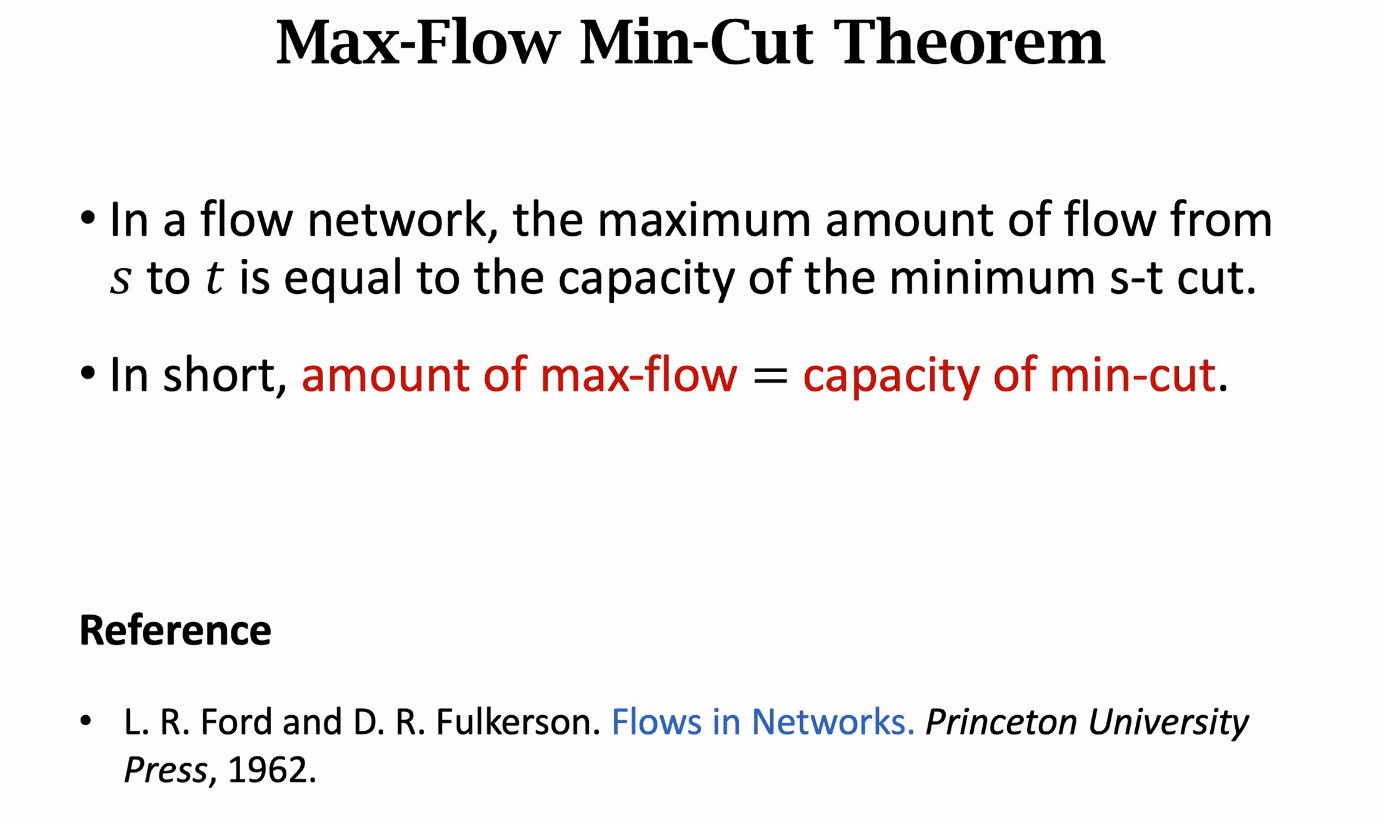 Max-Flow Min-Cut Theorem
• In a flow network, the maximum amount of flow from
s to t is equal to the capacity of the minimum s-t cut.
• In short, amount of max-flow = capacity of min-cut.
Reference
• L. R. Ford and D. R. Fulkerson. Flows in Networks. Princeton University
Press, 1962.